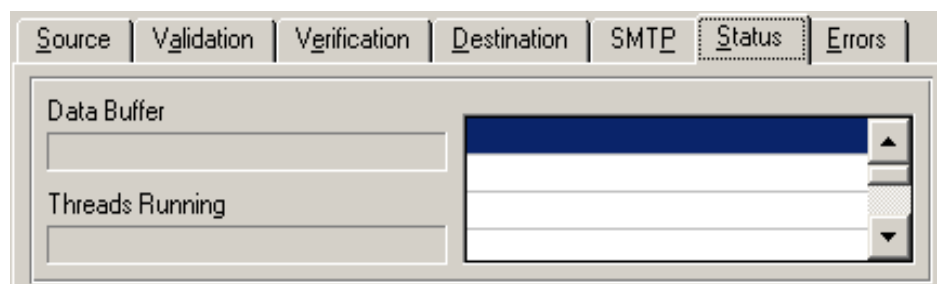 Source Validation Verification Destination SMTP Status Errors
Data Buffer
Threads Running